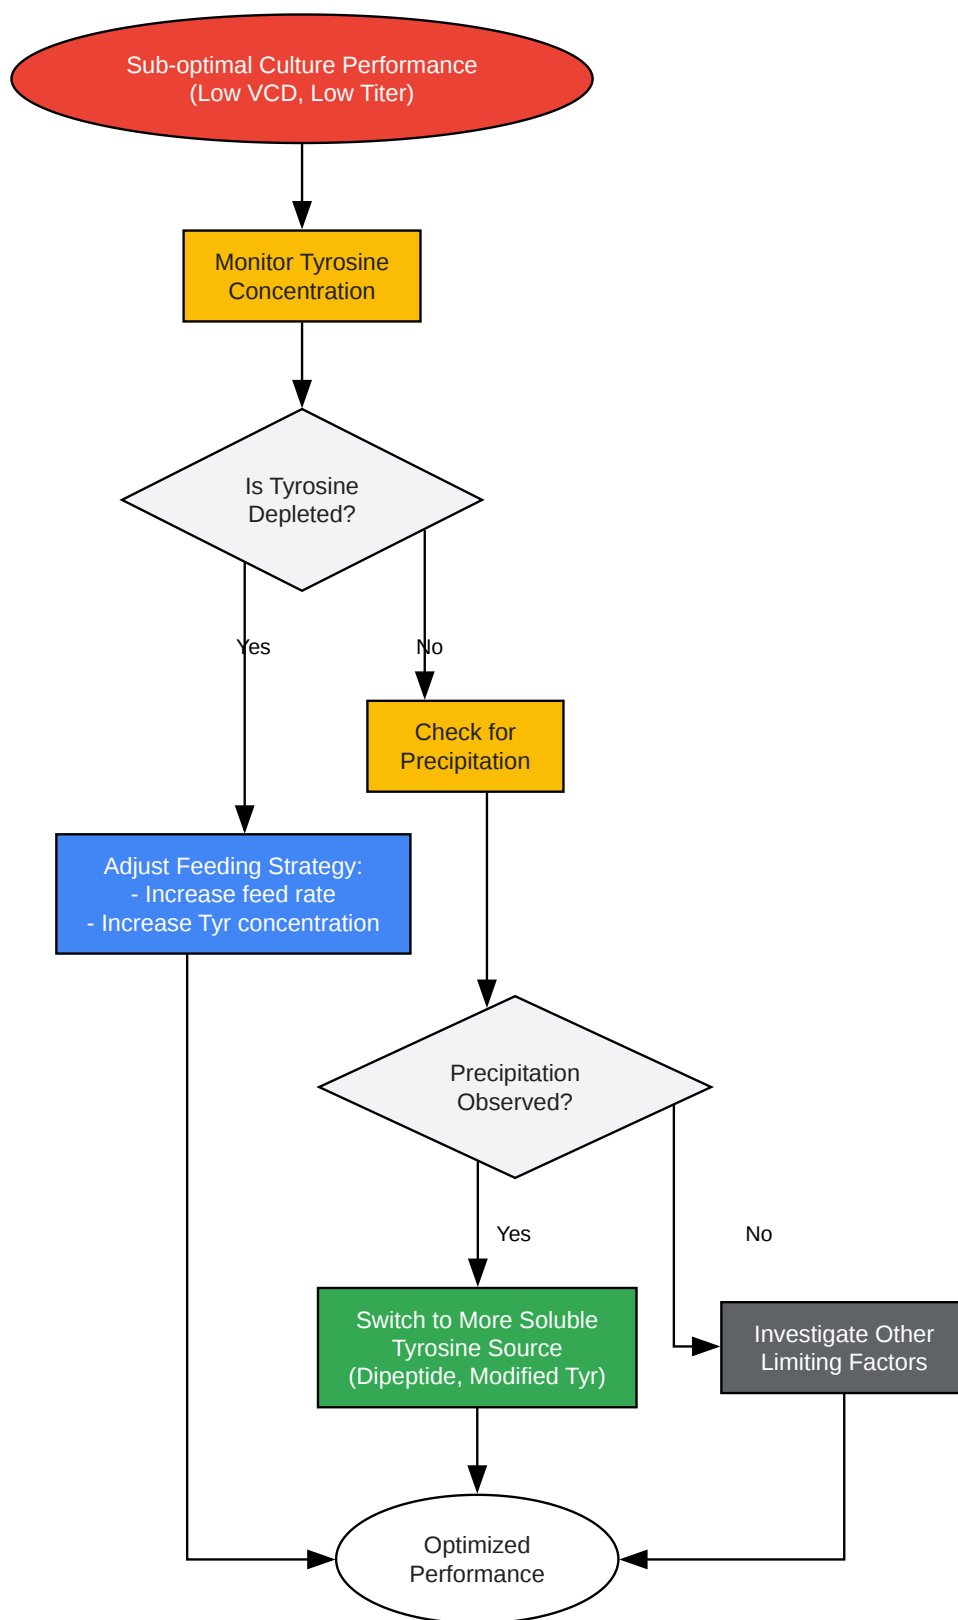 Sub-optimal Culture Performance
(Low VCD, Low Titer)
Monitor Tyrosine
Concentration
Is Tyrosine
Depleted?
Yes
No
Check for
Precipitation
Adjust Feeding Strategy:
- Increase feed rate
- Increase Tyr concentration
Precipitation
Observed?
Yes
No
Switch to More Soluble
Tyrosine Source
(Dipeptide, Modified Tyr)
Investigate Other
Limiting Factors
Optimized
Performance